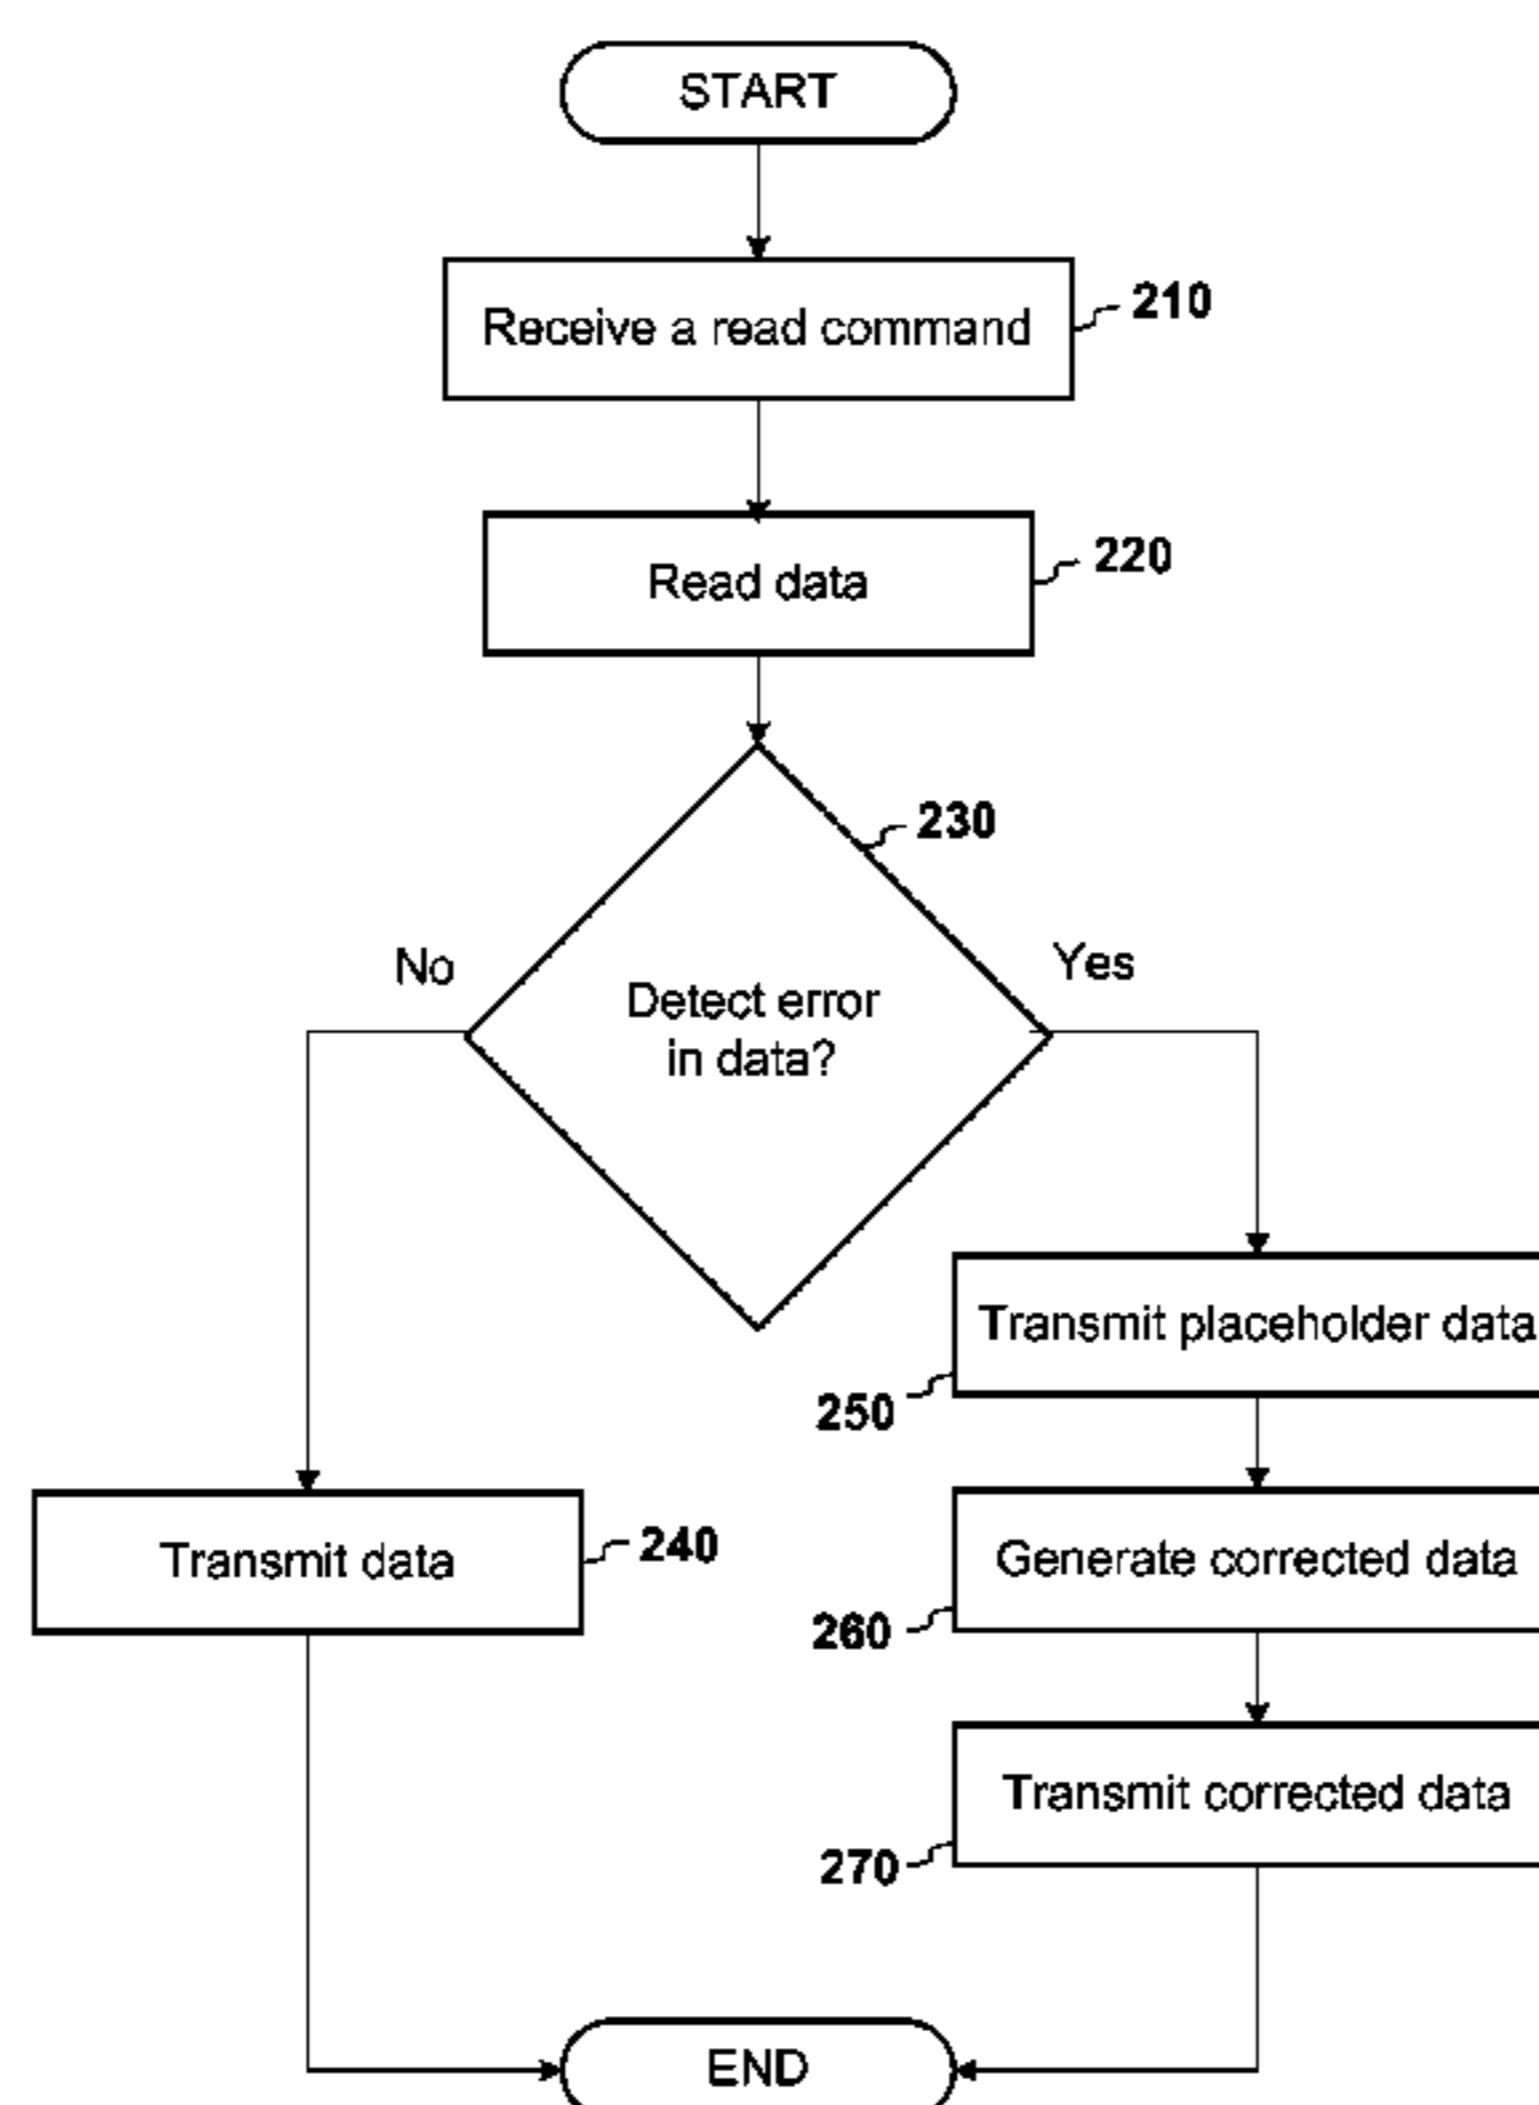 START
Receive a read command
210
Read data
220
230
No
Yes
Detect error
in data?
Transmit placeholder data
250
Transmit data
240
Generate corrected data
260
Transmit corrected data
270
END